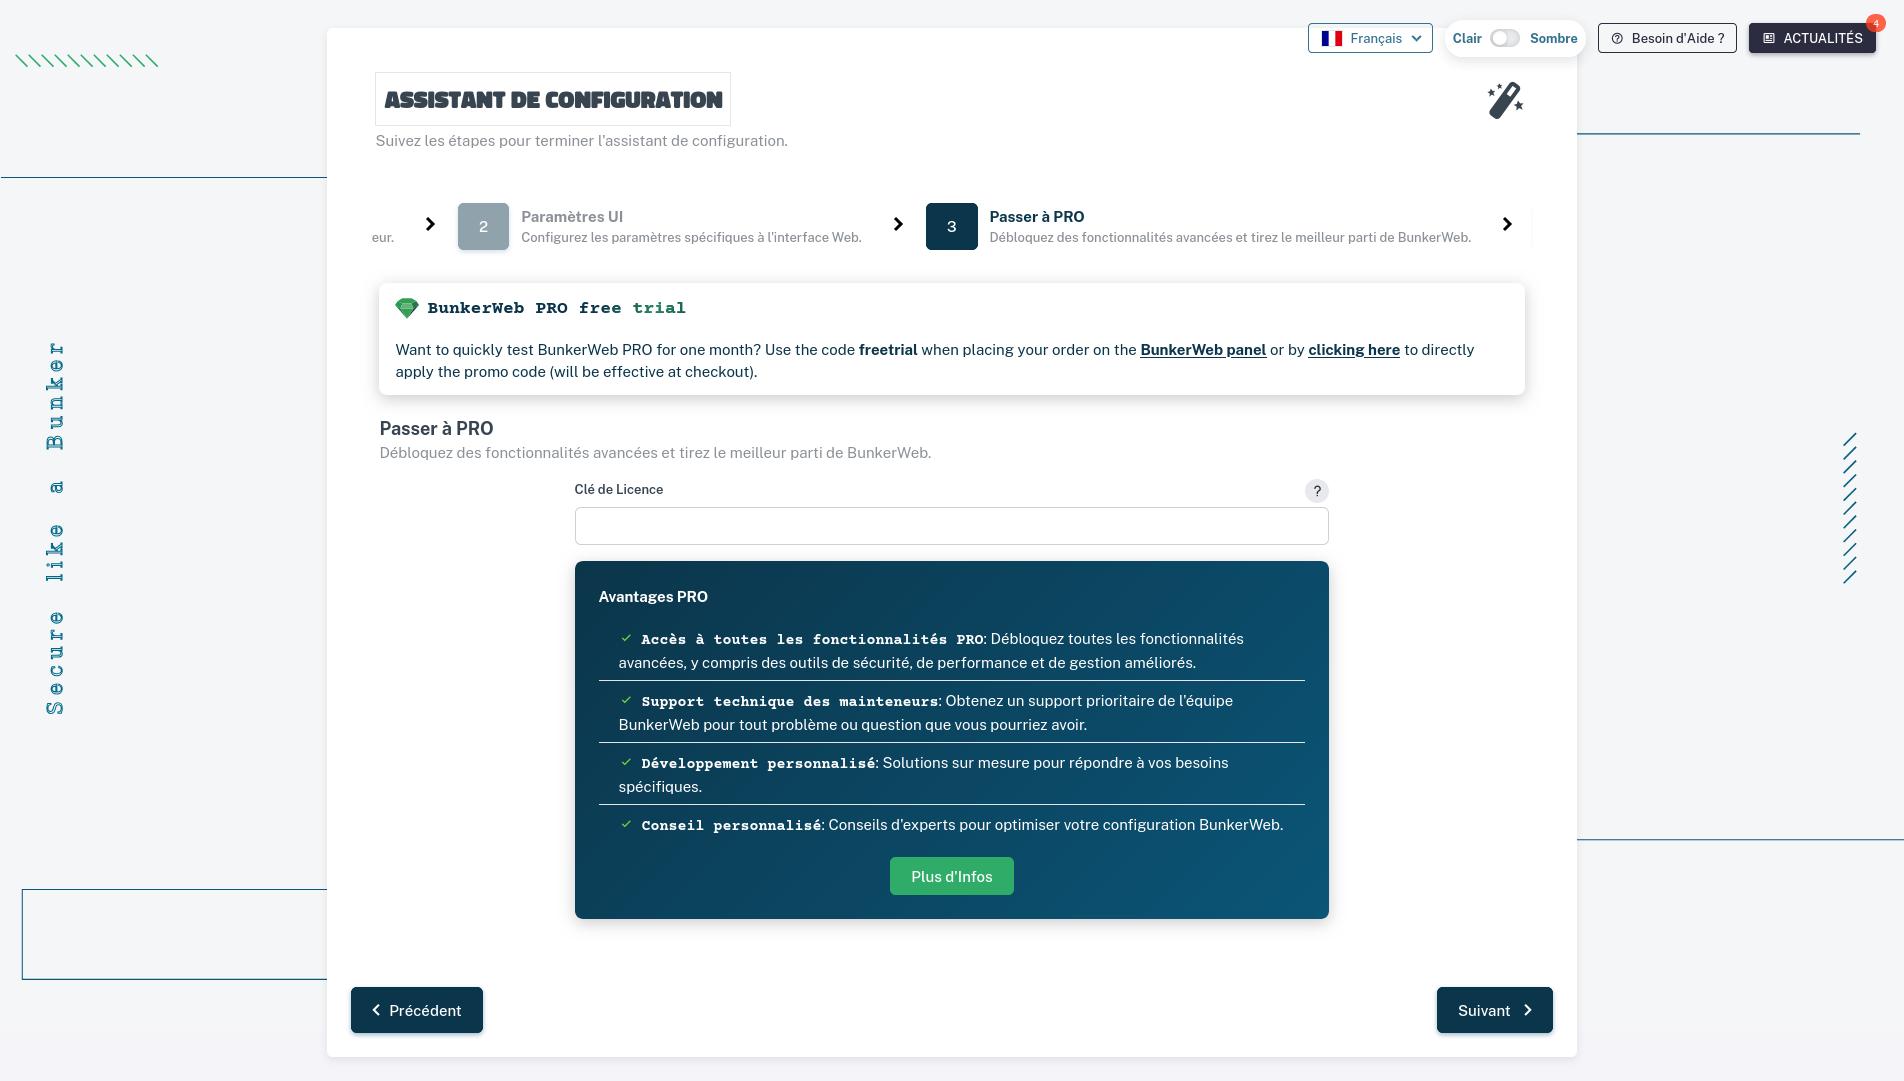 Français
Clair
Sombre
Besoin d'Aide ?
ACTUALITÉS
4
ASSISTANT DE CONFIGURATION
Suivez les étapes pour terminer l'assistant de configuration.
eur.
2
Paramètres UI
Configurez les paramètres spécifiques à l'interface Web.
3
Passer à PRO
Débloquez des fonctionnalités avancées et tirez le meilleur parti de BunkerWeb.
BunkerWeb PRO free trial
Want to quickly test BunkerWeb PRO for one month? Use the code freetrial when placing your order on the BunkerWeb panel or by clicking here to directly
apply the promo code (will be effective at checkout).
Passer à PRO
Débloquez des fonctionnalités avancées et tirez le meilleur parti de BunkerWeb.
Clé de Licence
?
Avantages PRO
Accès à toutes les fonctionnalités PRO: Débloquez toutes les fonctionnalités
avancées, y compris des outils de sécurité, de performance et de gestion améliorés.
Support technique des mainteneurs: Obtenez un support prioritaire de l'équipe
BunkerWeb pour tout problème ou question que vous pourriez avoir.
Développement personnalisé: Solutions sur mesure pour répondre à vos besoins
spécifiques.
Conseil personnalisé: Conseils d'experts pour optimiser votre configuration BunkerWeb.
Plus d'Infos
Précédent
Suivant
Secure like a Bunker